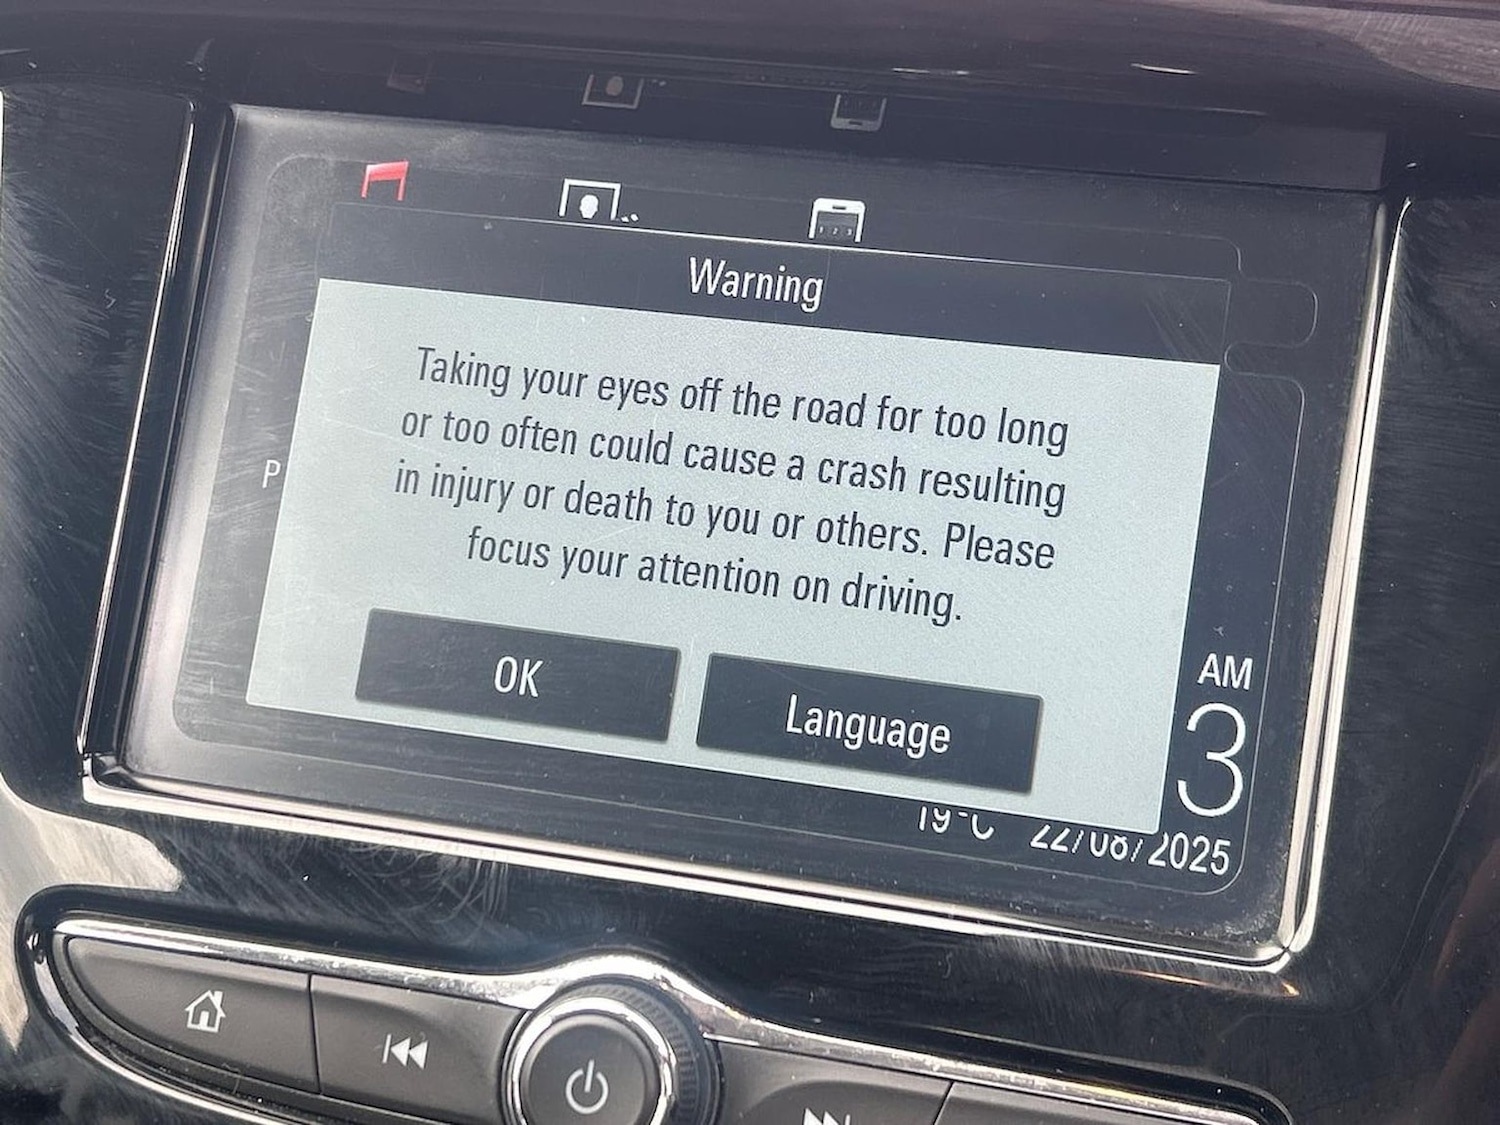 Warning
Taking your eyes off the road for too long
or too often could cause a crash resulting
in injury or death to you or others. Please
focus your attention on driving.
OK
Language
P
AM
3
19°C 22/08/2025